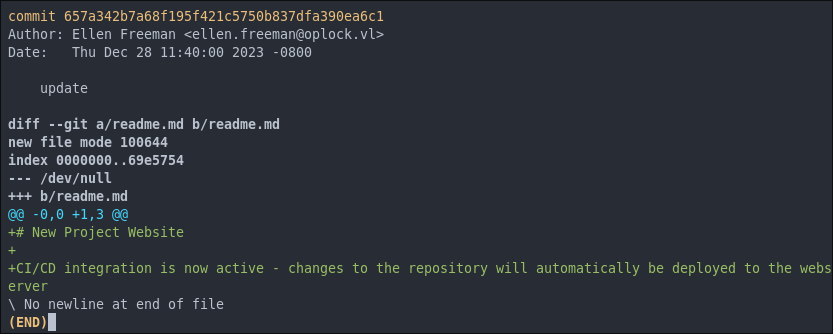 commit 657a342b7a68f195f421c5750b837dfa390ea6c1
Author: Ellen Freeman <ellen.freeman@oplock.vl>
Date:   Thu Dec 28 11:40:00 2023 -0800

    update

diff --git a/readme.md b/readme.md
new file mode 100644
index 0000000..69e5754
--- /dev/null
+++ b/readme.md
@@ -0,0 +1,3 @@
+# New Project Website
+
+CI/CD integration is now active - changes to the repository will automatically be deployed to the webs
erver
\ No newline at end of file
(END)